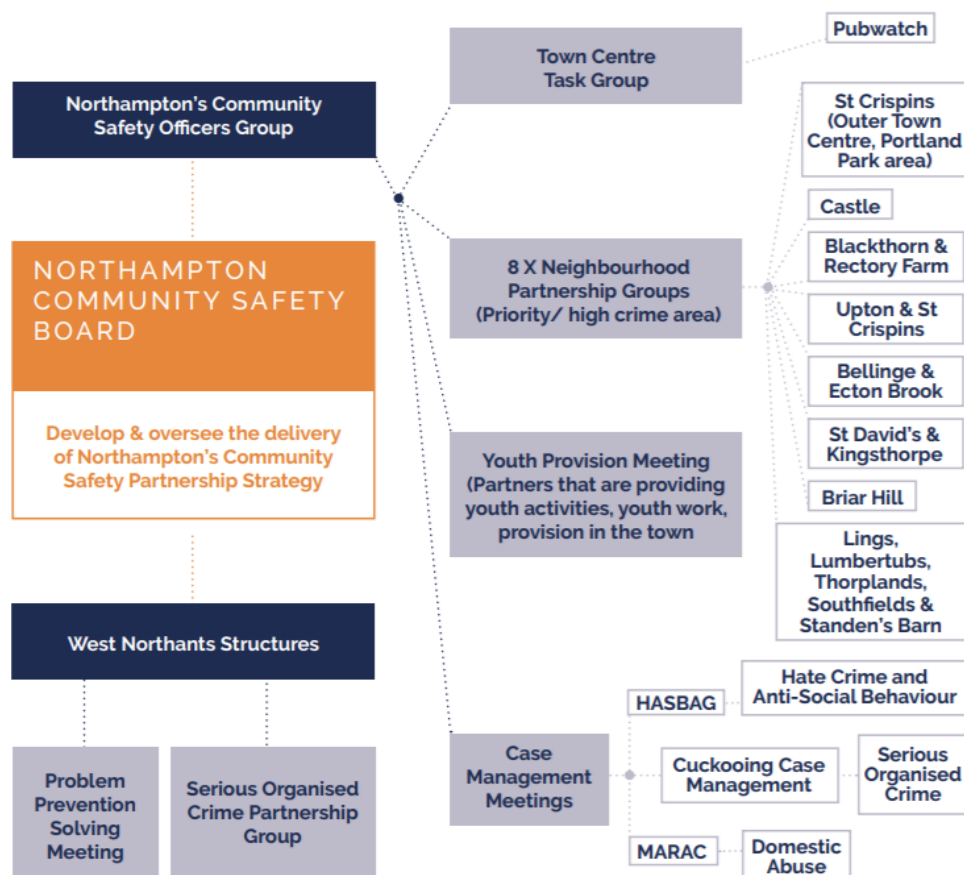 Northampton's Community
Safety Officers Group
NORTHAMPTON
COMMUNITY SAFETY
BOARD
Develop & oversee the delivery
of Northampton's Community
Safety Partnership Strategy
West Northants Structures
Problem
Prevention
Solving
Meeting
Serious Organised
Crime Partnership
Group
Town Centre
Task Group
Pubwatch
8 X Neighbourhood
Partnership Groups
(Priority/ high crime area)
St Crispins
(Outer Town
Centre, Portland
Park area)
Castle
Blackthorn &
Rectory Farm
Upton & St
Crispins
Bellinge &
Ecton Brook
St David's &
Kingsthorpe
Briar Hill
Lings,
Lumbertubs,
Thorplands,
Southfields &
Standen's Barn
Youth Provision Meeting
(Partners that are providing
youth activities, youth work,
provision in the town
Case
Management
Meetings
HASBAG
Hate Crime and
Anti-Social Behaviour
Cuckooing Case
Management
Serious
Organised
Crime
MARAC
Domestic
Abuse